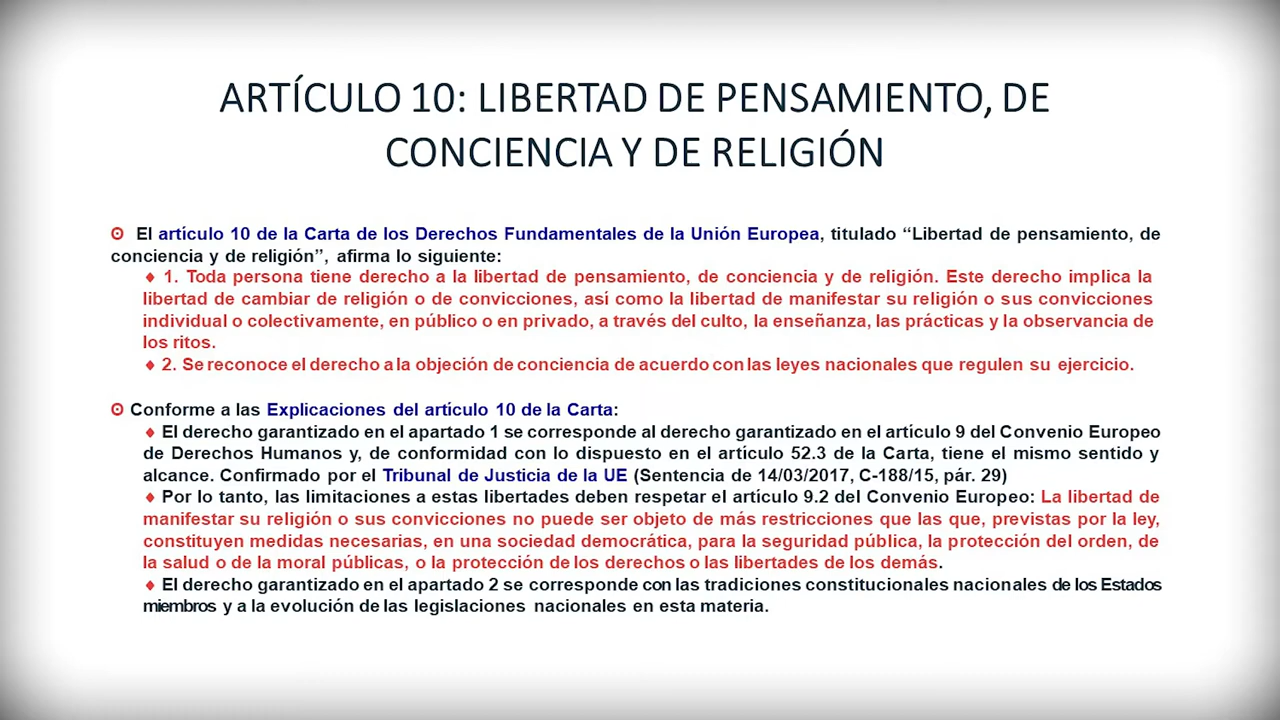 ARTÍCULO 10: LIBERTAD DE PENSAMIENTO, DE
CONCIENCIA Y DE RELIGIÓN
El artículo 10 de la Carta de los Derechos Fundamentales de la Unión Europea, titulado “Libertad de pensamiento, de
conciencia y de religión”, afirma lo siguiente:
1. Toda persona tiene derecho a la libertad de pensamiento, de conciencia y de religión. Este derecho implica la
libertad de cambiar de religión o de convicciones, así como la libertad de manifestar su religión o sus convicciones
individual o colectivamente, en público o en privado, a través del culto, la enseñanza, las prácticas y la observancia de
los ritos.
2. Se reconoce el derecho a la objeción de conciencia de acuerdo con las leyes nacionales que regulen su ejercicio.
Conforme a las Explicaciones del artículo 10 de la Carta:
El derecho garantizado en el apartado 1 se corresponde al derecho garantizado en el artículo 9 del Convenio Europeo
de Derechos Humanos y, de conformidad con lo dispuesto en el artículo 52.3 de la Carta, tiene el mismo sentido y
alcance. Confirmado por el Tribunal de Justicia de la UE (Sentencia de 14/03/2017, C-188/15, pár. 29)
Por lo tanto, las limitaciones a estas libertades deben respetar el artículo 9.2 del Convenio Europeo: La libertad de
manifestar su religión o sus convicciones no puede ser objeto de más restricciones que las que, previstas por la ley,
constituyen medidas necesarias, en una sociedad democrática, para la seguridad pública, la protección del orden, de
la salud o de la moral públicas, o la protección de los derechos o las libertades de los demás.
El derecho garantizado en el apartado 2 se corresponde con las tradiciones constitucionales nacionales de los Estados
miembros y a la evolución de las legislaciones nacionales en esta materia.